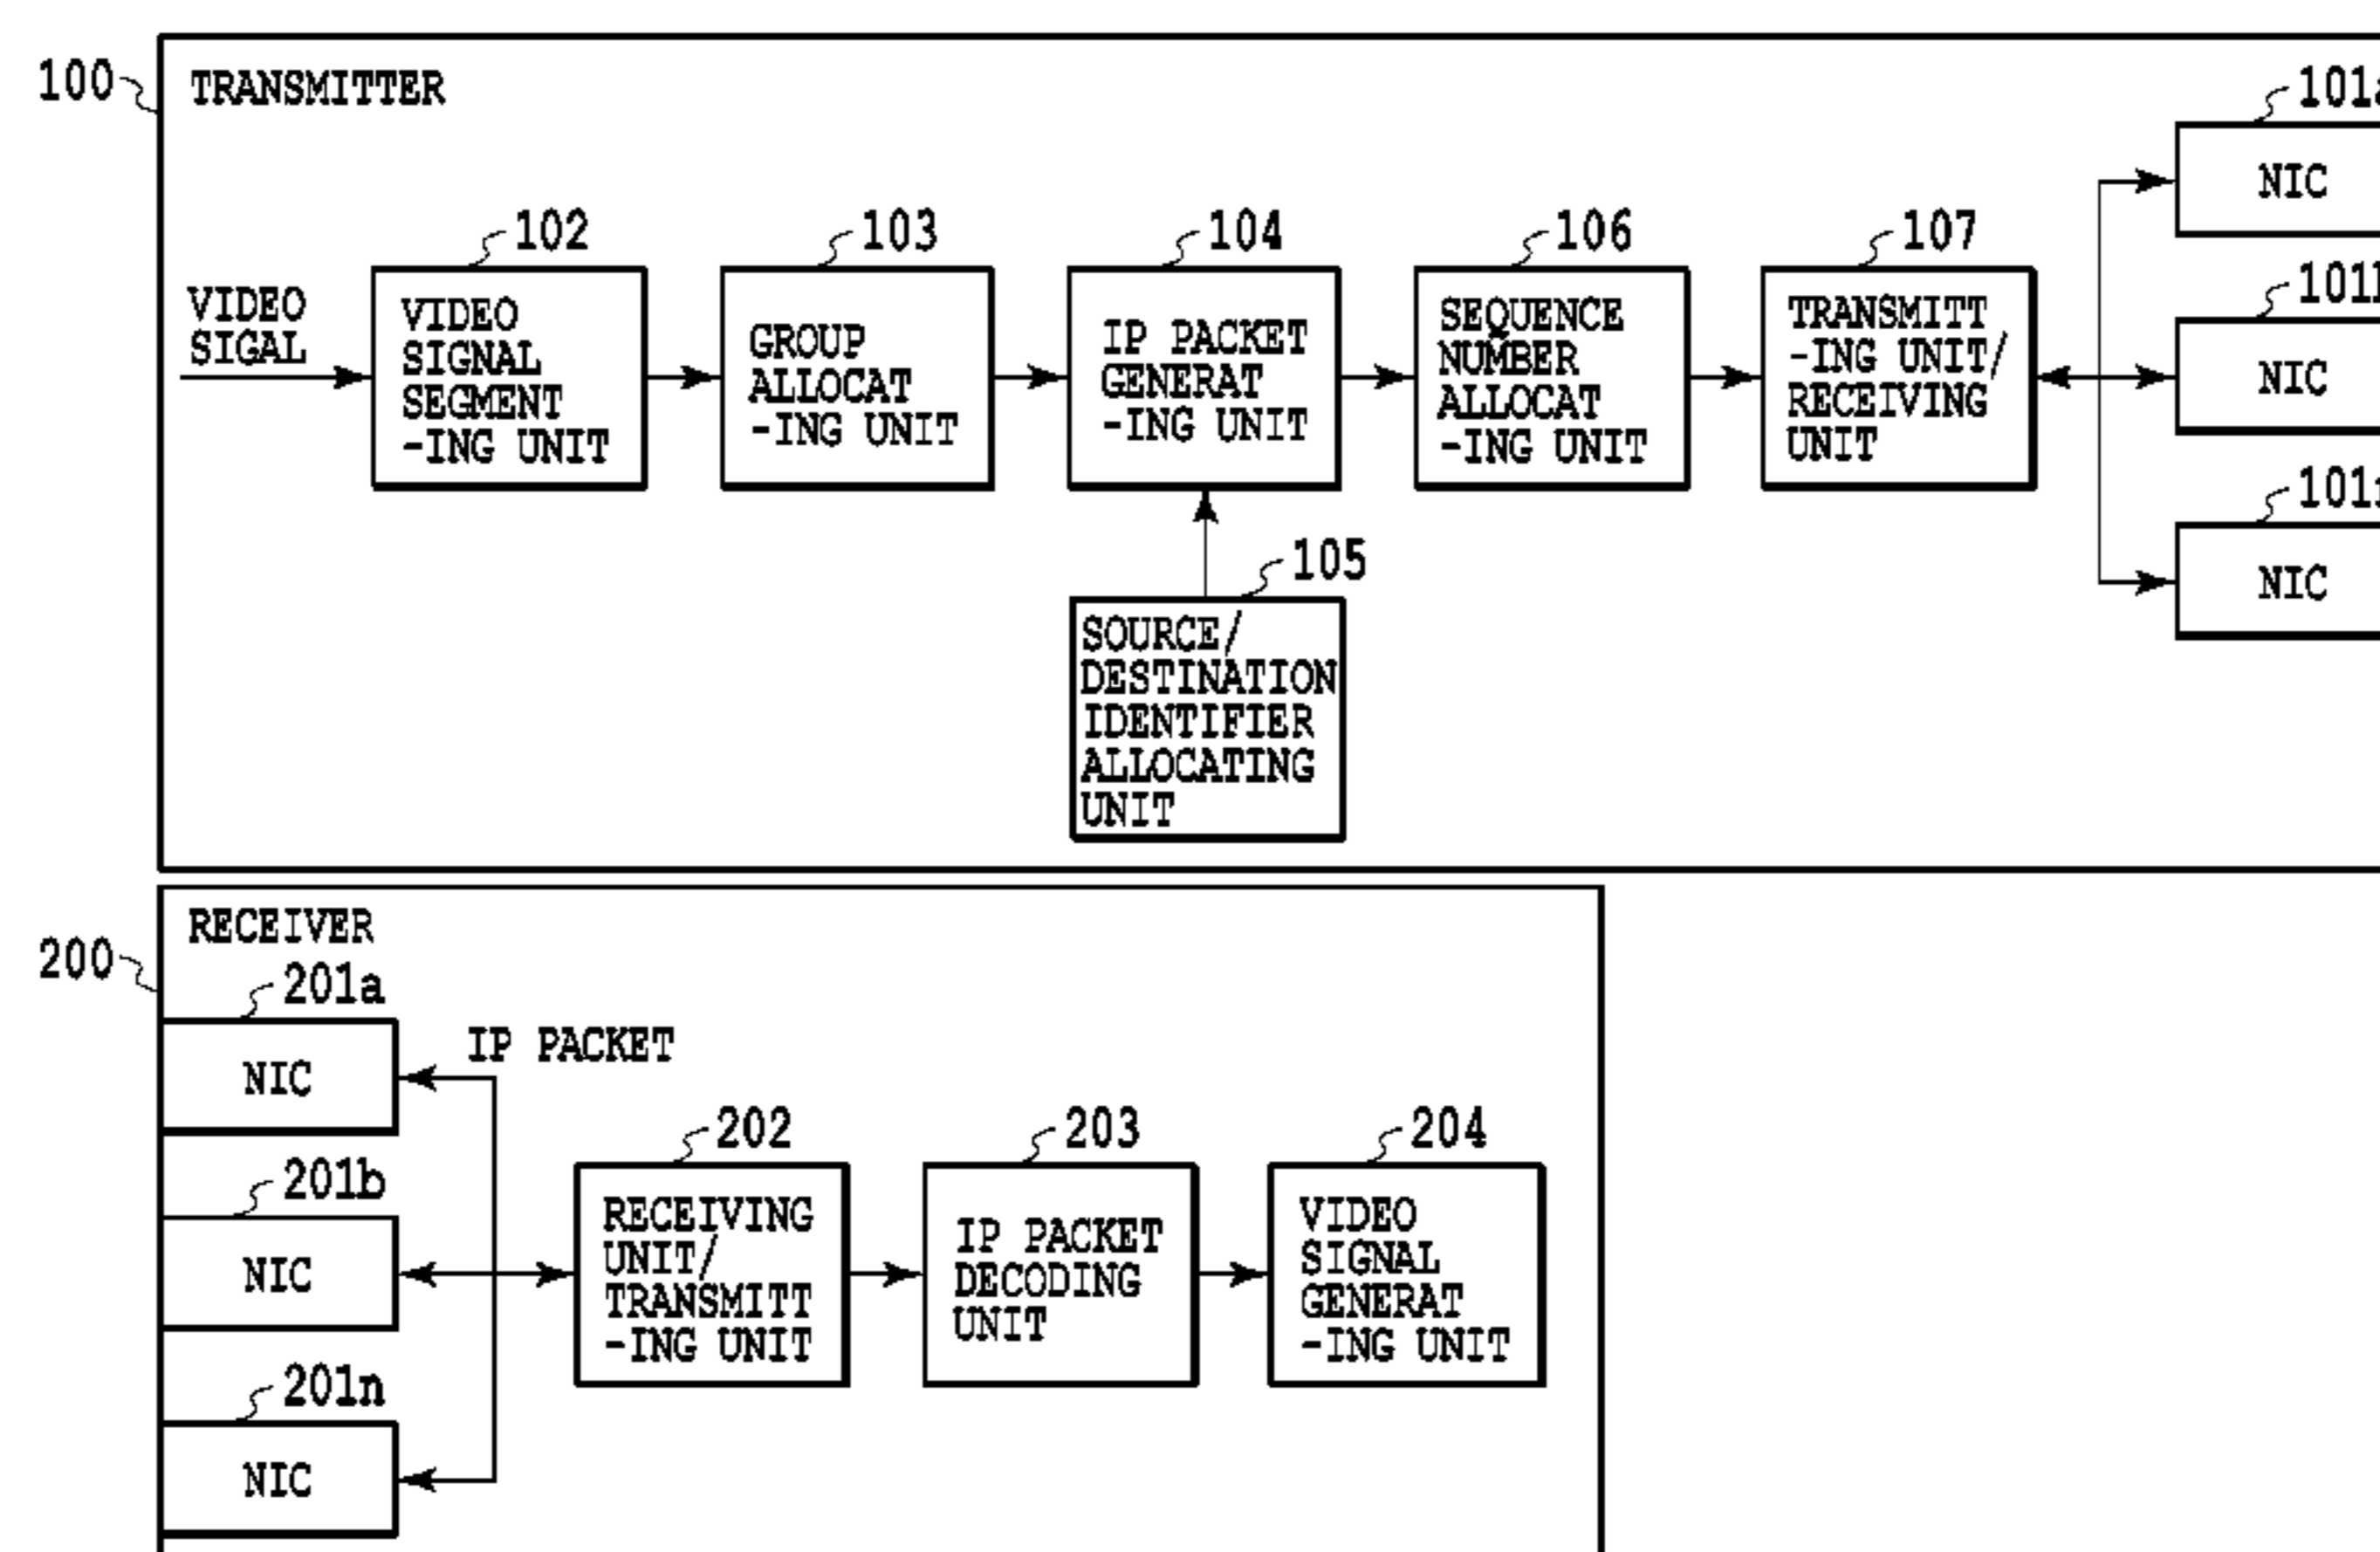 100
TRANSMITTER
VIDEO
SIGAL
102
VIDEO
SIGNAL
SEGMENT
-ING UNIT
103
GROUP
ALLOCAT
-ING UNIT
104
IP PACKET
GENERAT
-ING UNIT
105
SOURCE/
DESTINATION
IDENTIFIER
ALLOCATING
UNIT
106
SEQUENCE
NUMBER
ALLOCAT
-ING UNIT
107
TRANSMITT
-ING UNIT/
RECEIVING
UNIT
NIC
NIC
NIC
200
RECEIVER
201a
NIC
201b
NIC
201n
NIC
IP PACKET
202
RECEIVING
UNIT/
TRANSMITT
-ING UNIT
203
IP PACKET
DECODING
UNIT
204
VIDEO
SIGNAL
GENERAT
-ING UNIT